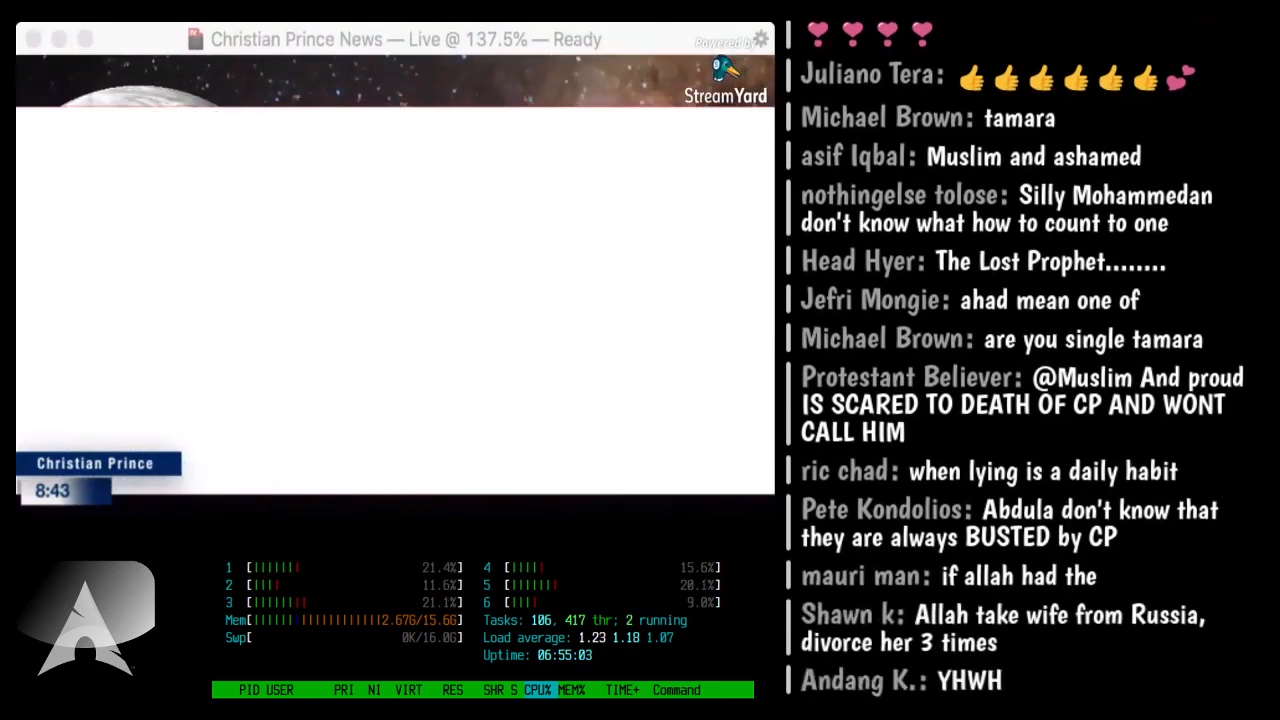 Christian Prince News — Live @ 137.5% — Ready
Powered by
StreamYard
Christian Prince
8:43
1 [||||||| 21.4%]
2 [|||| 11.6%]
3 [|||||||| 21.1%]
Mem[||||||||||||||||||||2.67G/15.6G]
Swp[ 0K/16.0G]
4 [||||| 15.6%]
5 [||||||| 20.1%]
6 [|||| 9.0%]
Tasks: 106, 417 thr; 2 running
Load average: 1.23 1.18 1.07
Uptime: 06:55:03
PID USER PRI NI VIRT RES SHR S CPU% MEM% TIME+ Command
Juliano Tera: 👍👍👍👍👍👍💕
Michael Brown: tamara
asif Iqbal: Muslim and ashamed
nothingelse tolose: Silly Mohammedan
don't know what how to count to one
Head Hyer: The Lost Prophet........
Jefri Mongie: ahad mean one of
Michael Brown: are you single tamara
Protestant Believer: @Muslim And proud
IS SCARED TO DEATH OF CP AND WONT
CALL HIM
ric chad: when lying is a daily habit
Pete Kondolios: Abdula don't know that
they are always BUSTED by CP
mauri man: if allah had the
Shawn k: Allah take wife from Russia,
divorce her 3 times
Andang K.: YHWH